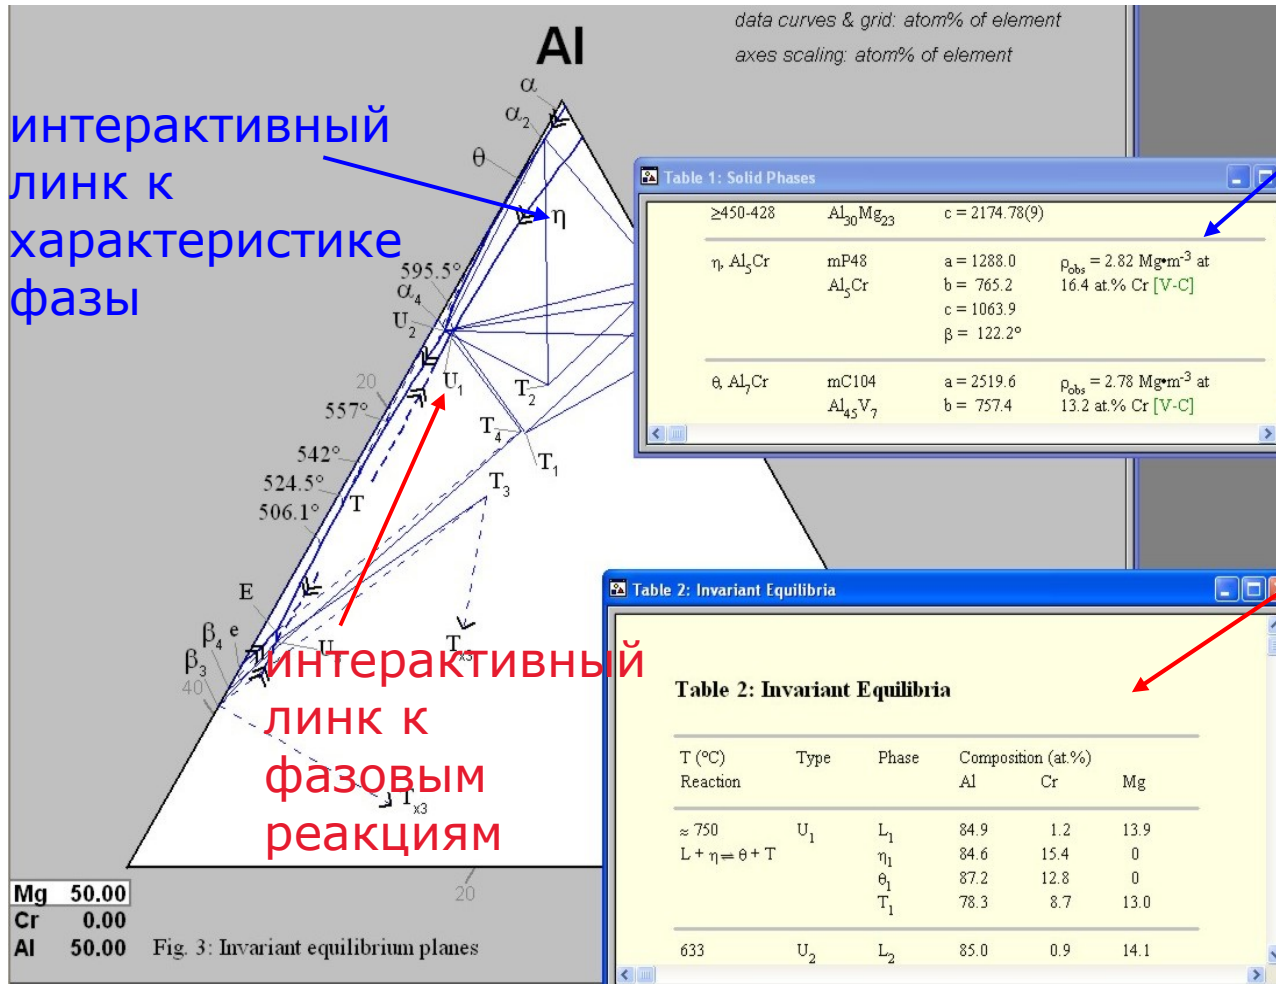 data curves & grid: atom% of element
axes scaling: atom% of element
Al
α
α2
θ
η
интерактивный
линк к
характеристике
фазы
595.5°
α4
U2
U1
20
557°
542°
524.5°
506.1°
T
T2
T4
T1
T3
E
β4 e
β3
40
U3
Tx3
интерактивный
линк к
фазовым
реакциям
Tx3
20
Mg 50.00
Cr 0.00
Al 50.00
Fig. 3: Invariant equilibrium planes
Table 1: Solid Phases
≥450-428 Al30Mg23 c = 2174.78(9)
η, Al5Cr mP48 a = 1288.0 ρobs = 2.82 Mg•m-3 at
Al5Cr b = 765.2 16.4 at.% Cr [V-C]
c = 1063.9
β = 122.2°
θ, Al7Cr mC104 a = 2519.6 ρobs = 2.78 Mg•m-3 at
Al45V7 b = 757.4 13.2 at.% Cr [V-C]
Table 2: Invariant Equilibria
Table 2: Invariant Equilibria
T (°C) Type Phase Composition (at.%)
Reaction Al Cr Mg
≈ 750 U1 L1 84.9 1.2 13.9
L + η ⇌ θ + T η1 84.6 15.4 0
θ1 87.2 12.8 0
T1 78.3 8.7 13.0
633 U2 L2 85.0 0.9 14.1